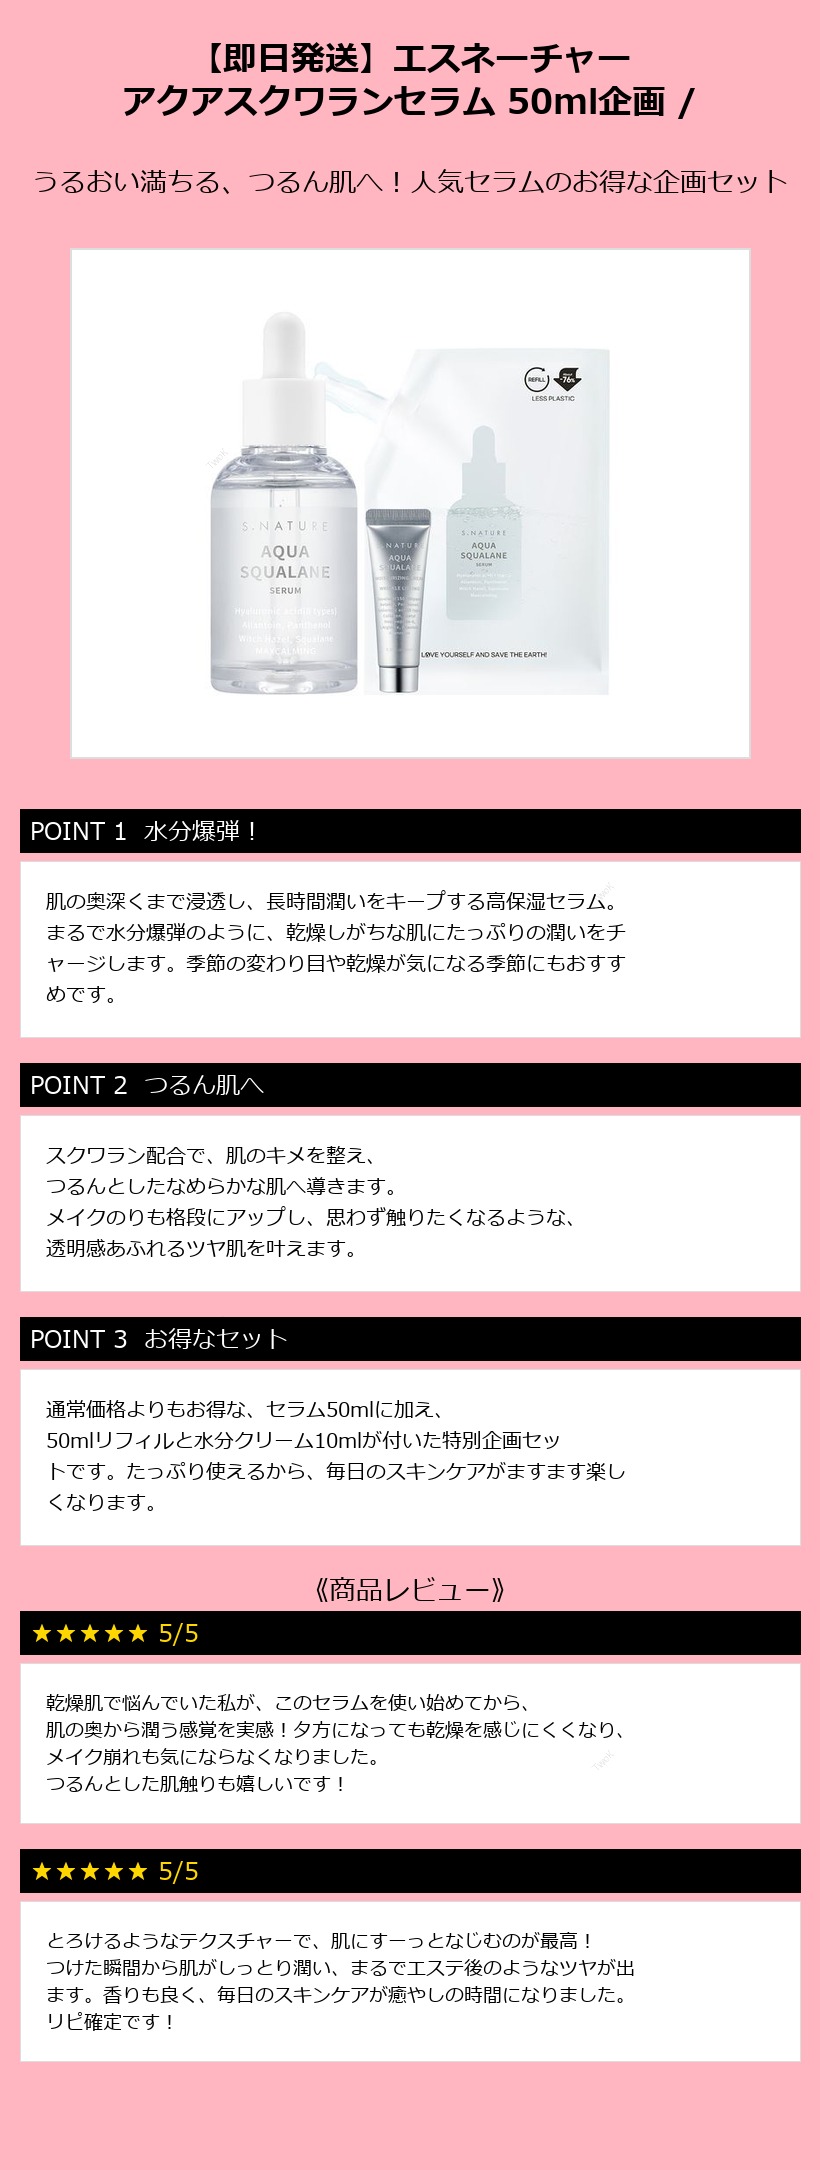 【即日発送】エスネーチャー
アクアスクワランセラム 50ml企画 /
うるおい満ちる、つるん肌へ！人気セラムのお得な企画セット
REFILL
-76%
LESS PLASTIC
S.NATURE
AQUA
SQUALANE
SERUM
Hyaluronic acid(8 types)
Allantoin, Panthenol
Witch Hazel, Squalane
MAYCALMING
S.NATURE
AQUA
SQUALANE
S.NATURE
AQUA
SQUALANE
SERUM
LOVE YOURSELF AND SAVE THE EARTH!
POINT 1 水分爆弾！
肌の奥深くまで浸透し、長時間潤いをキープする高保湿セラム。
まるで水分爆弾のように、乾燥しがちな肌にたっぷりの潤いをチ
ャージします。季節の変わり目や乾燥が気になる季節にもおすす
めです。
POINT 2 つるん肌へ
スクワラン配合で、肌のキメを整え、
つるんとしたなめらかな肌へ導きます。
メイクのりも格段にアップし、思わず触りたくなるような、
透明感あふれるツヤ肌を叶えます。
POINT 3 お得なセット
通常価格よりもお得な、セラム50mlに加え、
50mlリフィルと水分クリーム10mlが付いた特別企画セッ
トです。たっぷり使えるから、毎日のスキンケアがますます楽し
くなります。
《商品レビュー》
★★★★★ 5/5
乾燥肌で悩んでいた私が、このセラムを使い始めてから、
肌の奥から潤う感覚を実感！夕方になっても乾燥を感じにくくなり、
メイク崩れも気にならなくなりました。
つるんとした肌触りも嬉しいです！
★★★★★ 5/5
とろけるようなテクスチャーで、肌にすーっとなじむのが最高！
つけた瞬間から肌がしっとり潤い、まるでエステ後のようなツヤが出
ます。香りも良く、毎日のスキンケアが癒やしの時間になりました。
リピ確定です！